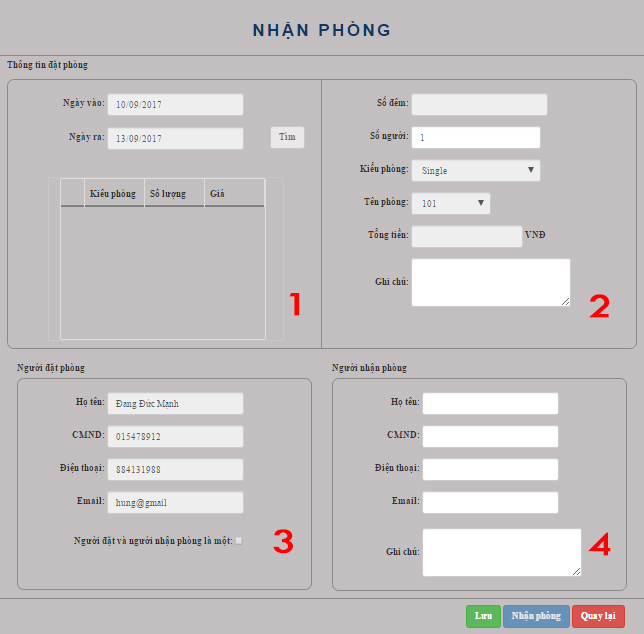 NHẬN PHÒNG
Thông tin đặt phòng
Ngày vào: 10/09/2017
Ngày ra: 13/09/2017 Tìm
Kiểu phòng Số lượng Giá
1
Số đêm:
Số người: 1
Kiểu phòng: Single
Tên phòng: 101
Tổng tiền: VNĐ
Ghi chú:
2
Người đặt phòng
Họ tên: Đang Đức Mạnh
CMND: 015478912
Điện thoại: 884131988
Email: hung@gmail
Người đặt và người nhận phòng là một:
3
Người nhận phòng
Họ tên:
CMND:
Điện thoại:
Email:
Ghi chú:
4
Lưu Nhận phòng Quay lại